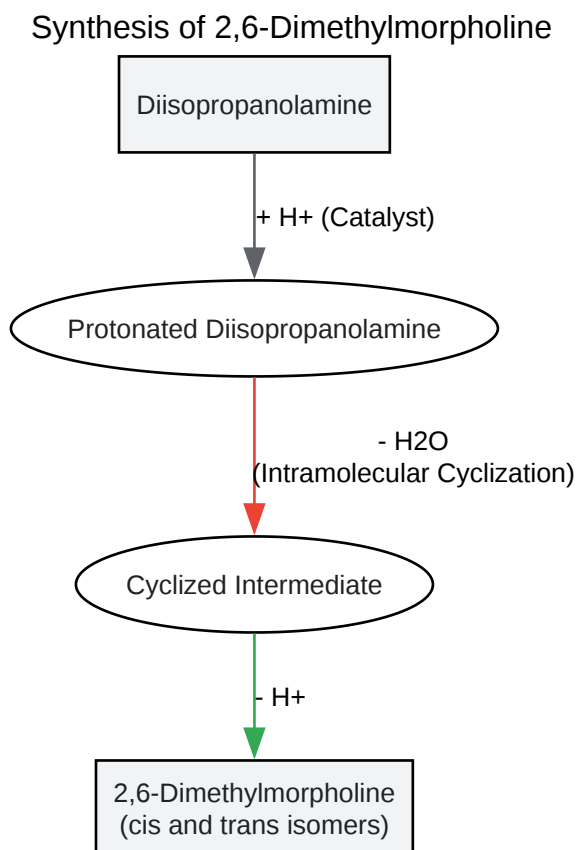 Synthesis of 2,6-Dimethylmorpholine
Diisopropanolamine
+ H+ (Catalyst)
Protonated Diisopropanolamine
- H2O
(Intramolecular Cyclization)
Cyclized Intermediate
- H+
2,6-Dimethylmorpholine
(cis and trans isomers)